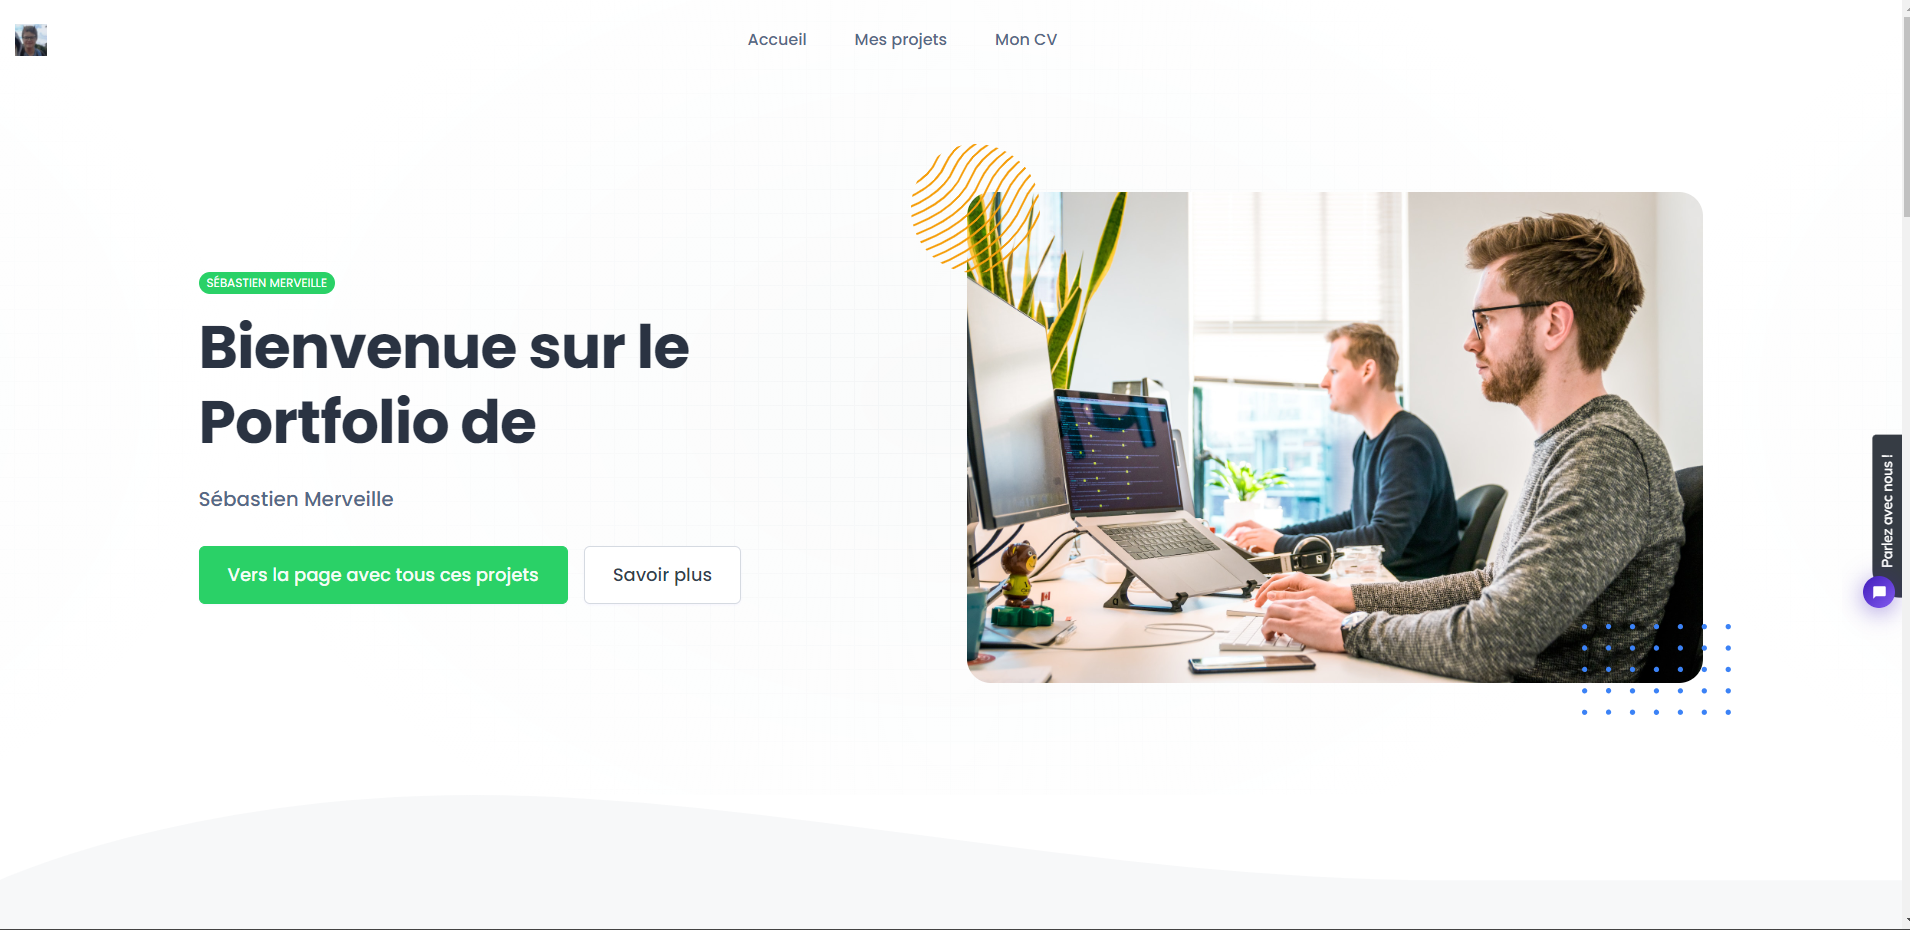 Accueil Mes projets Mon CV
SÉBASTIEN MERVEILLE
Bienvenue sur le
Portfolio de
Sébastien Merveille
Vers la page avec tous ces projets Savoir plus
Parlez avec nous !